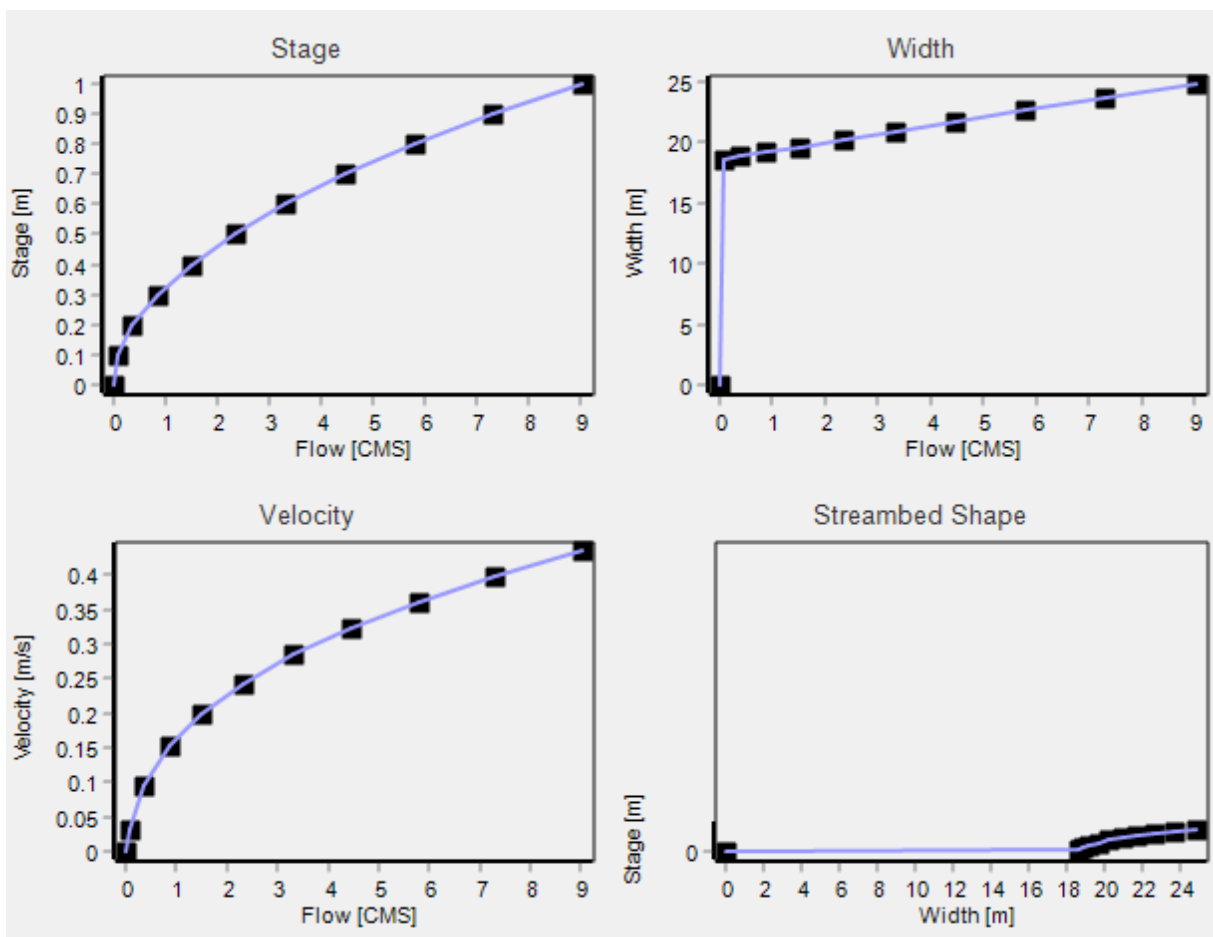 Stage
1
0.9
0.8
0.7
0.6
0.5
0.4
0.3
0.2
0.1
0
Stage [m]
0 1 2 3 4 5 6 7 8 9
Flow [CMS]
Width
25
20
15
10
5
0
Width [m]
0 1 2 3 4 5 6 7 8 9
Flow [CMS]
Velocity
0.4
0.35
0.3
0.25
0.2
0.15
0.1
0.05
0
Velocity [m/s]
0 1 2 3 4 5 6 7 8 9
Flow [CMS]
Streambed Shape
Stage [m]
0
0 2 4 6 8 10 12 14 16 18 20 22 24
Width [m]